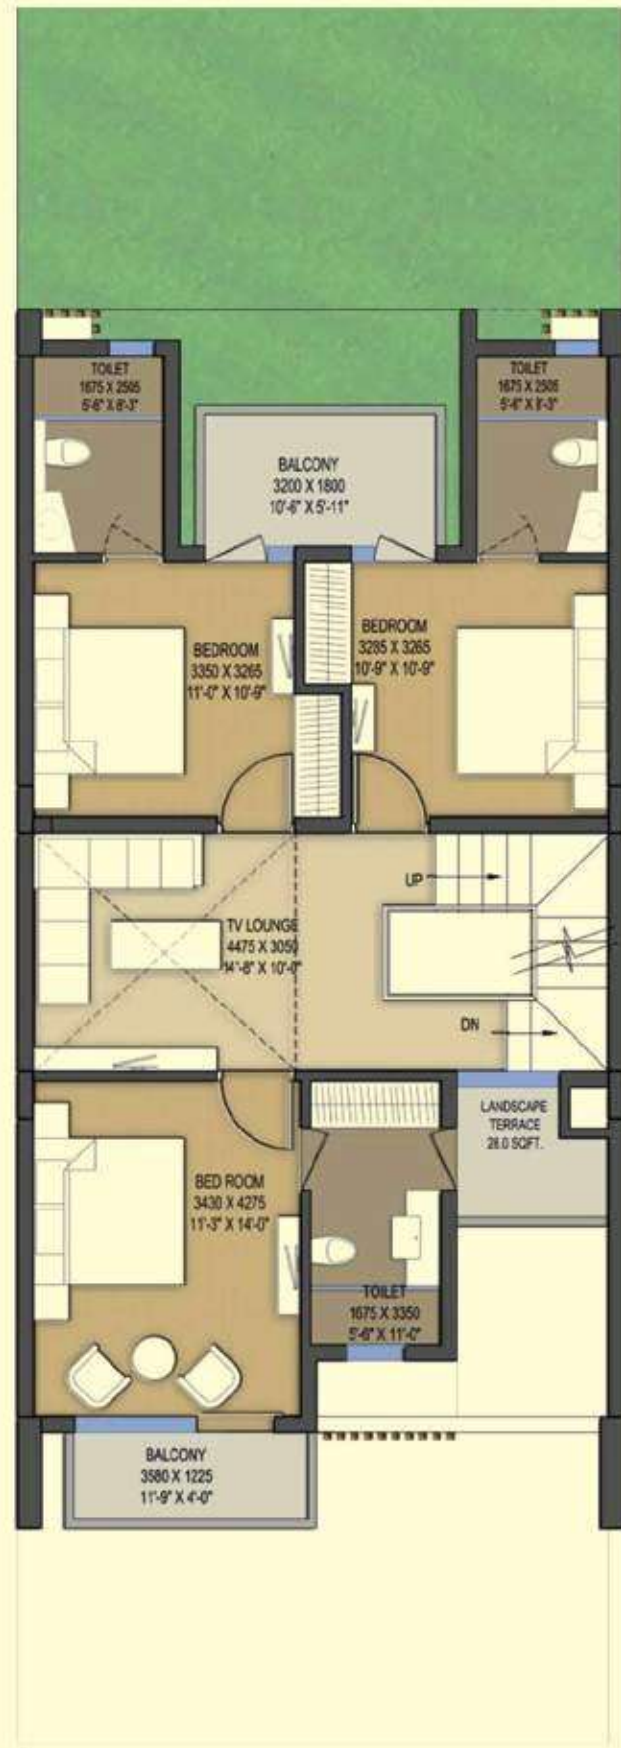 TOILET
1675 X 2505
5'-6" X 8'-3"
TOILET
1675 X 2505
5'-6" X 8'-3"
BALCONY
3200 X 1800
10'-6" X 5'-11"
BEDROOM
3350 X 3265
11'-0" X 10'-9"
BEDROOM
3285 X 3265
10'-9" X 10'-9"
UP
TV LOUNGE
4475 X 3050
14'-8" X 10'-0"
DN
LANDSCAPE
TERRACE
28.0 SQFT.
BED ROOM
3430 X 4275
11'-3" X 14'-0"
TOILET
1675 X 3350
5'-6" X 11'-0"
BALCONY
3580 X 1225
11'-9" X 4'-0"